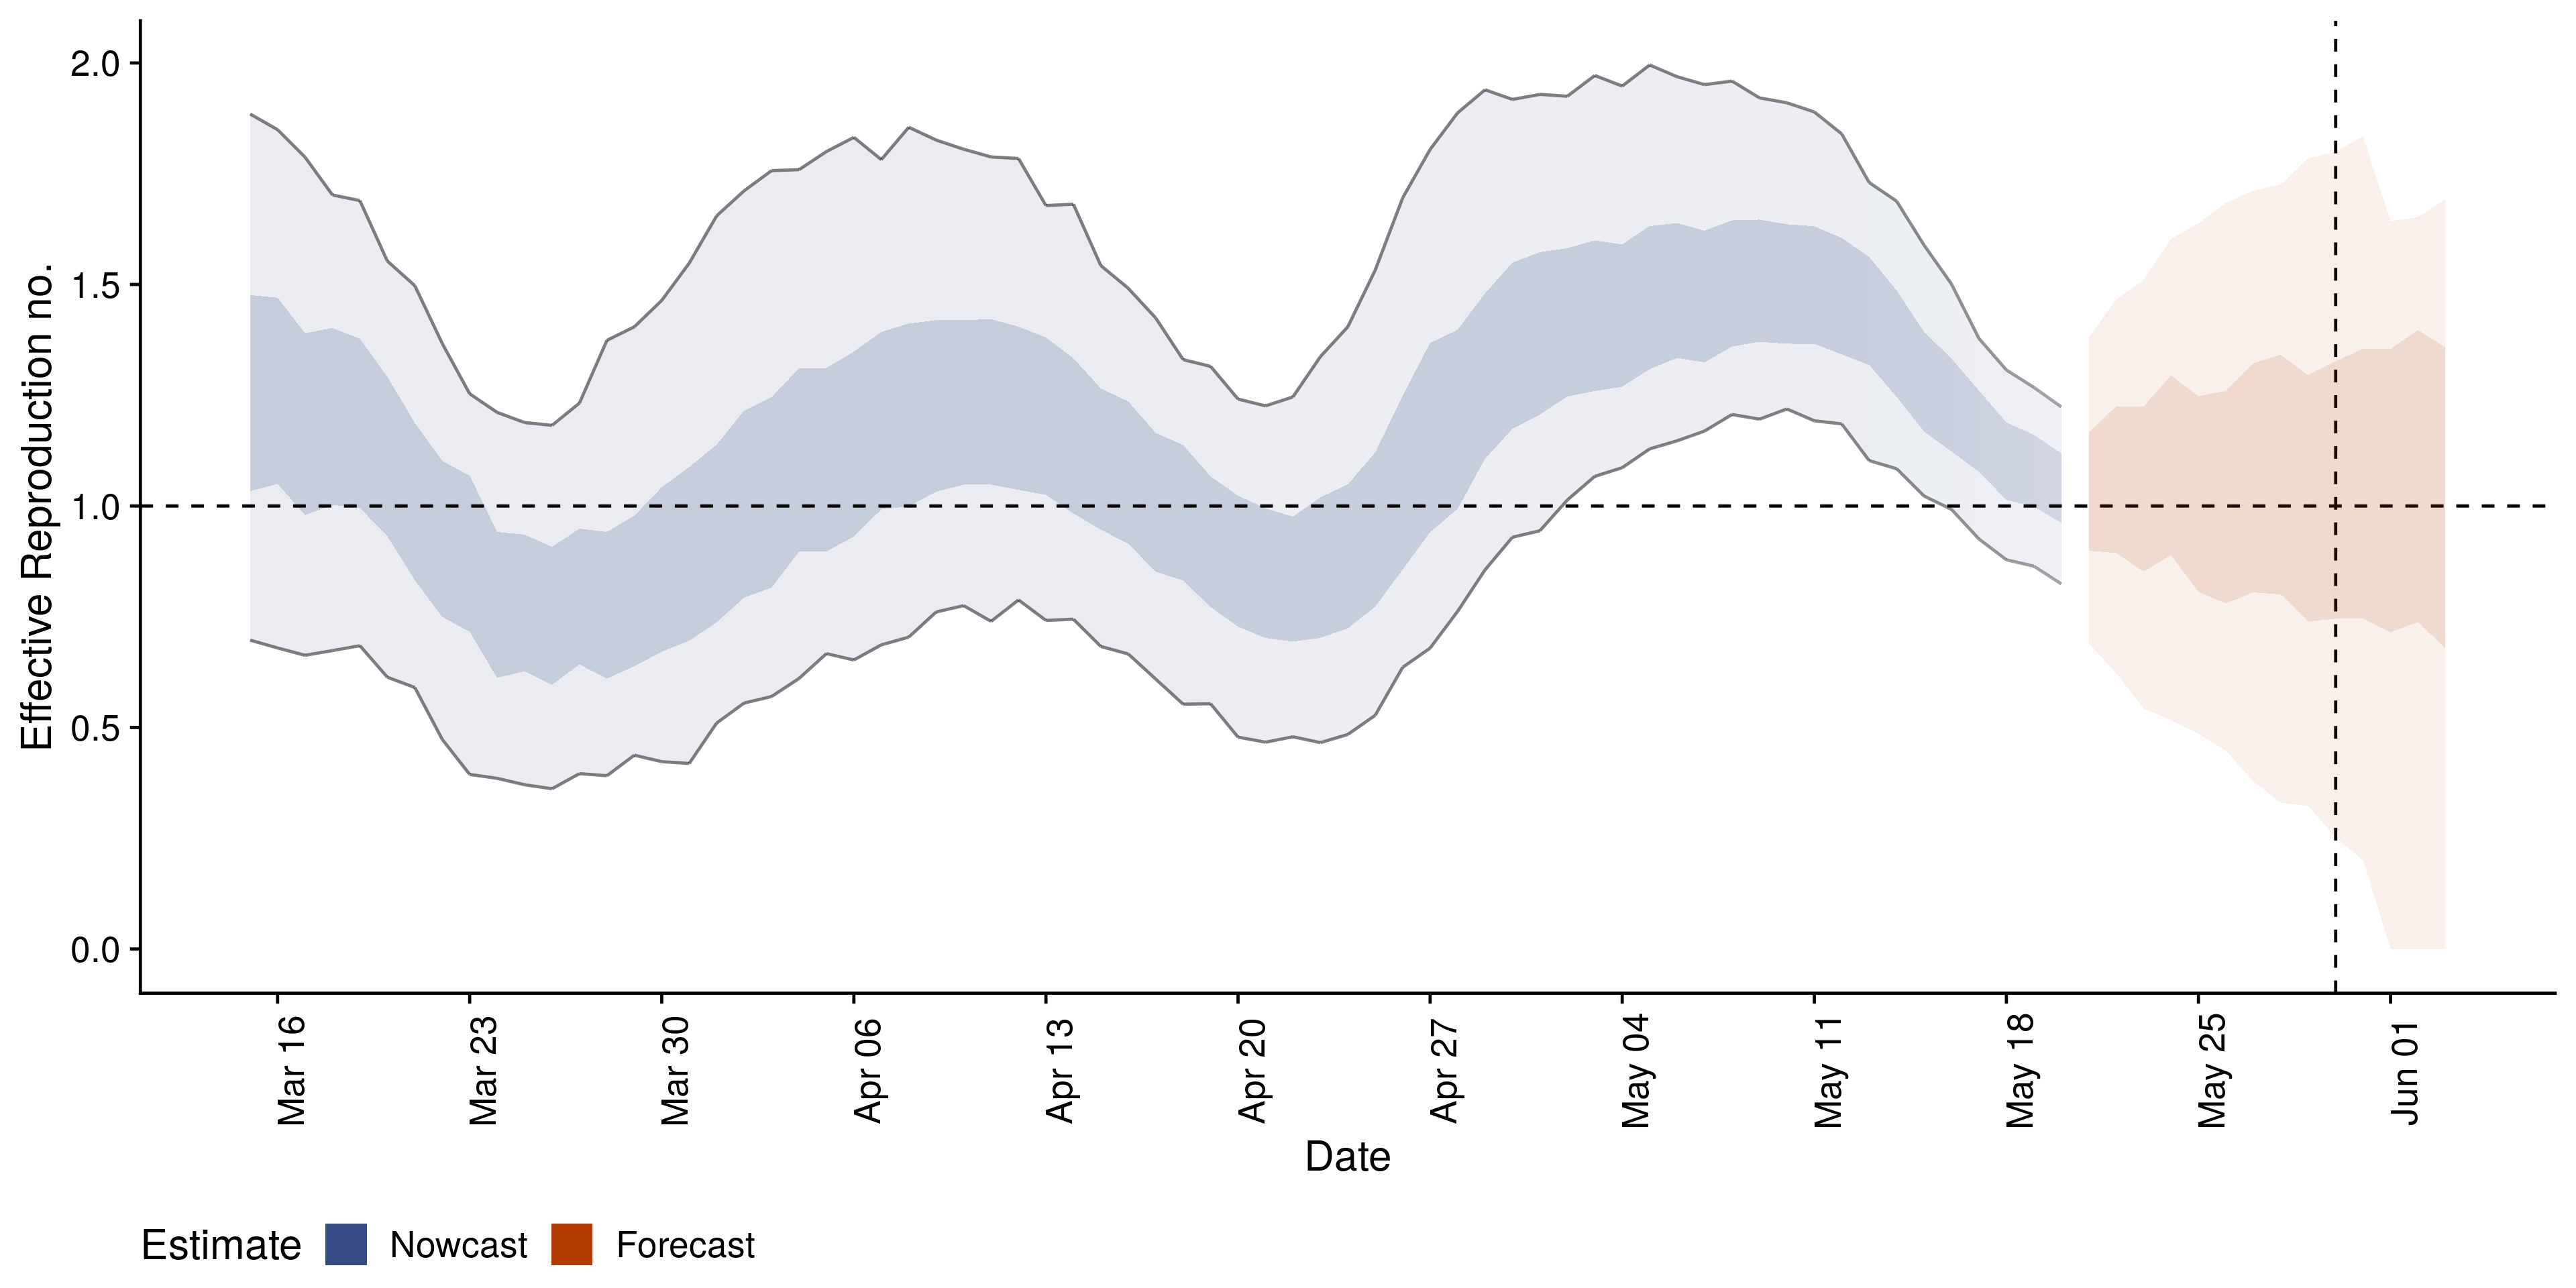 Effective Reproduction no.
2.0
1.5
1.0
0.5
0.0
Mar 16
Mar 23
Mar 30
Apr 06
Apr 13
Apr 20
Apr 27
May 04
May 11
May 18
May 25
Jun 01
Date
Estimate Nowcast Forecast